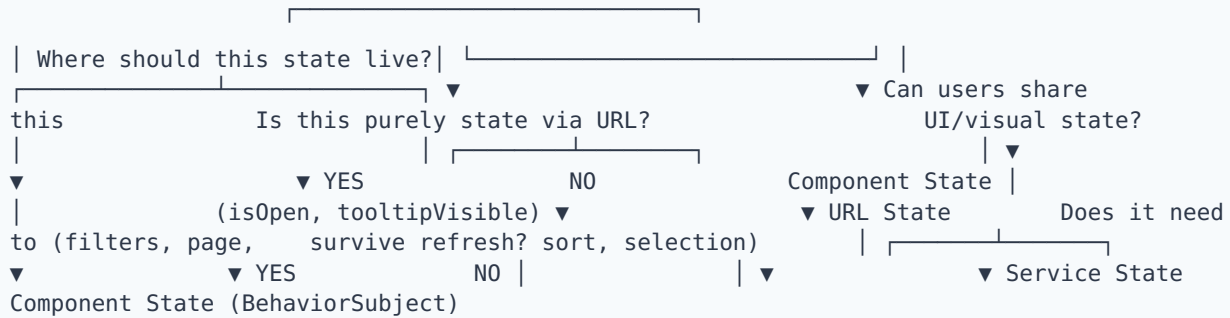 ┌───────────────────────────┐
│ Where should this state live?│ └───────────────────────────┘ │
┌─────────────┴─────────────┐ ▼ ▼ Can users share
this Is this purely state via URL? UI/visual state?
│ │ ┌───────┴───────┐ │ ▼
▼ ▼ YES NO Component State │
│ (isOpen, tooltipVisible) ▼ ▼ URL State Does it need
to (filters, page, survive refresh? sort, selection) │ ┌──────┴──────┐
▼ ▼ YES NO │ │ ▼ ▼ Service State
Component State (BehaviorSubject)